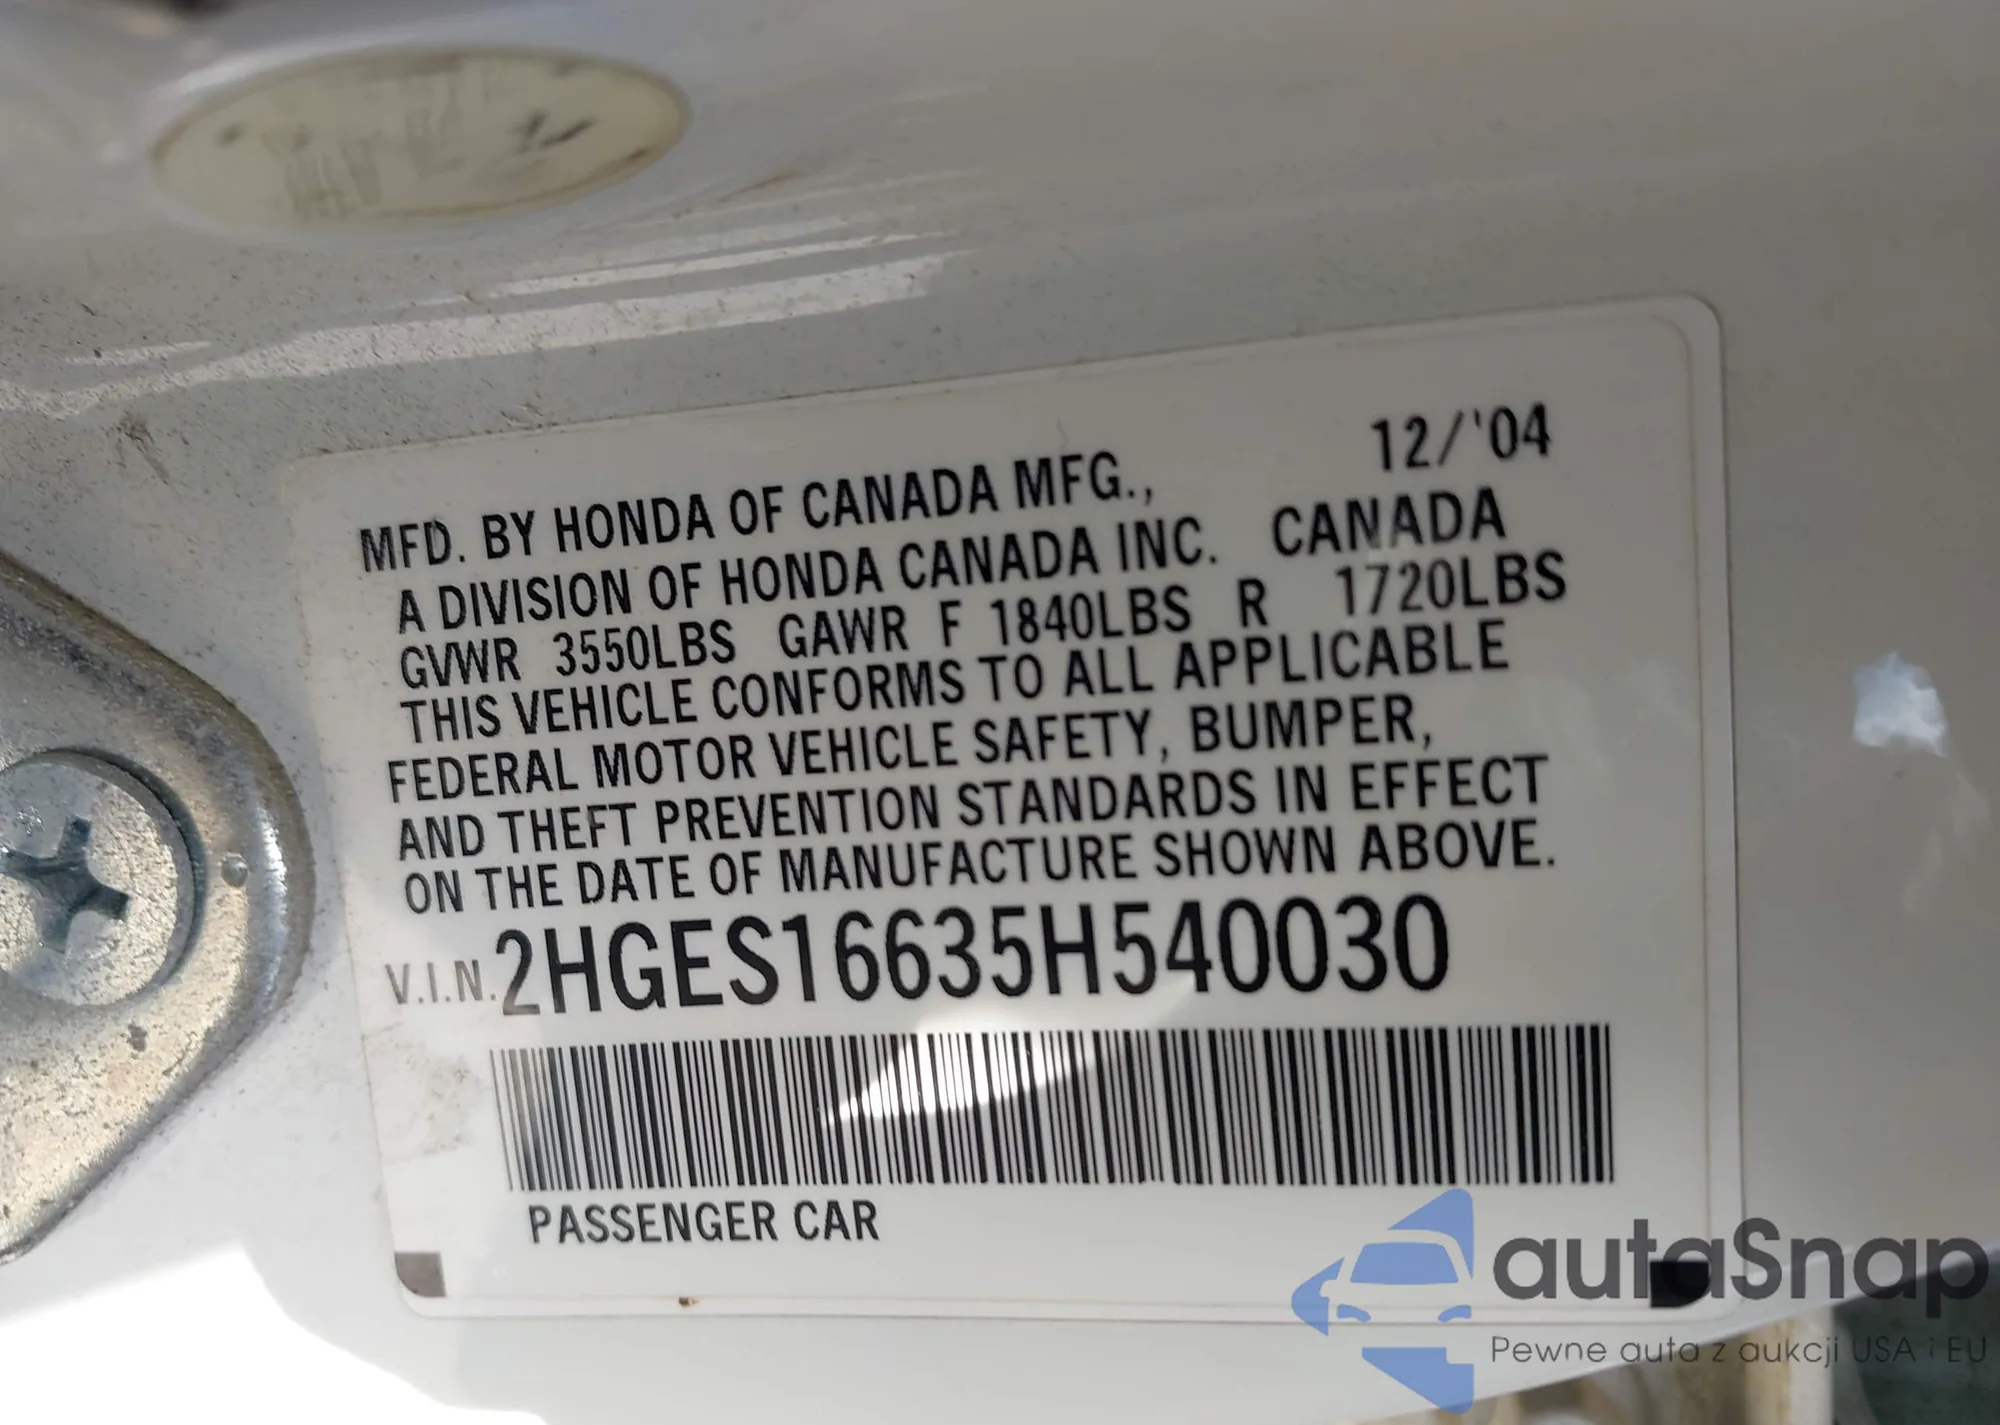 12/'04
MFD. BY HONDA OF CANADA MFG.,
A DIVISION OF HONDA CANADA INC. CANADA
GVWR 3550LBS GAWR F 1840LBS R 1720LBS
THIS VEHICLE CONFORMS TO ALL APPLICABLE
FEDERAL MOTOR VEHICLE SAFETY, BUMPER,
AND THEFT PREVENTION STANDARDS IN EFFECT
ON THE DATE OF MANUFACTURE SHOWN ABOVE.
V.I.N. 2HGES16635H540030
PASSENGER CAR
autaSnap
Pewne auta z aukcji USA i EU